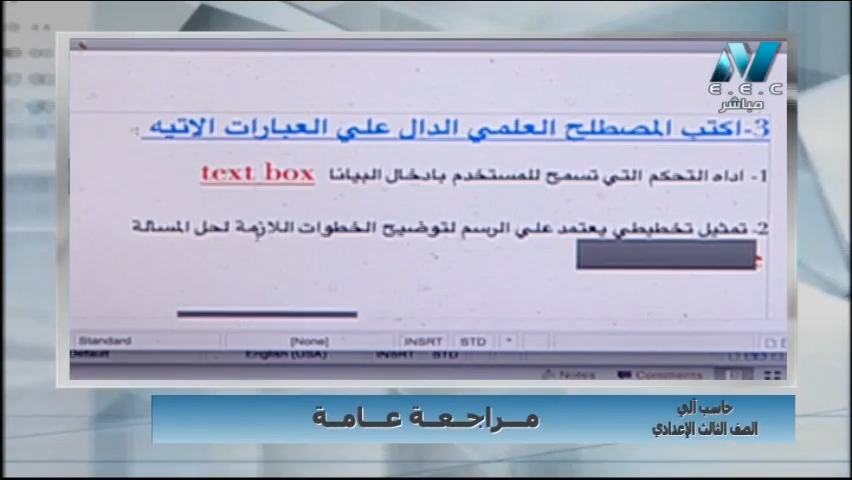 E.E.C
مباشر
3-اكتب المصطلح العلمي الدال علي العبارات الاتيه :
1- اداه التحكم التي تسمح للمستخدم بادخال البيانا text box
2- تمثيل تخطيطي يعتمد علي الرسم لتوضيح الخطوات اللازمة لحل المسالة
Standard [None] INSRT STD *
Default English (USA) INSRT STD
Notes Comments
مراجعة عامة
حاسب آلي
الصف الثالث الإعدادي